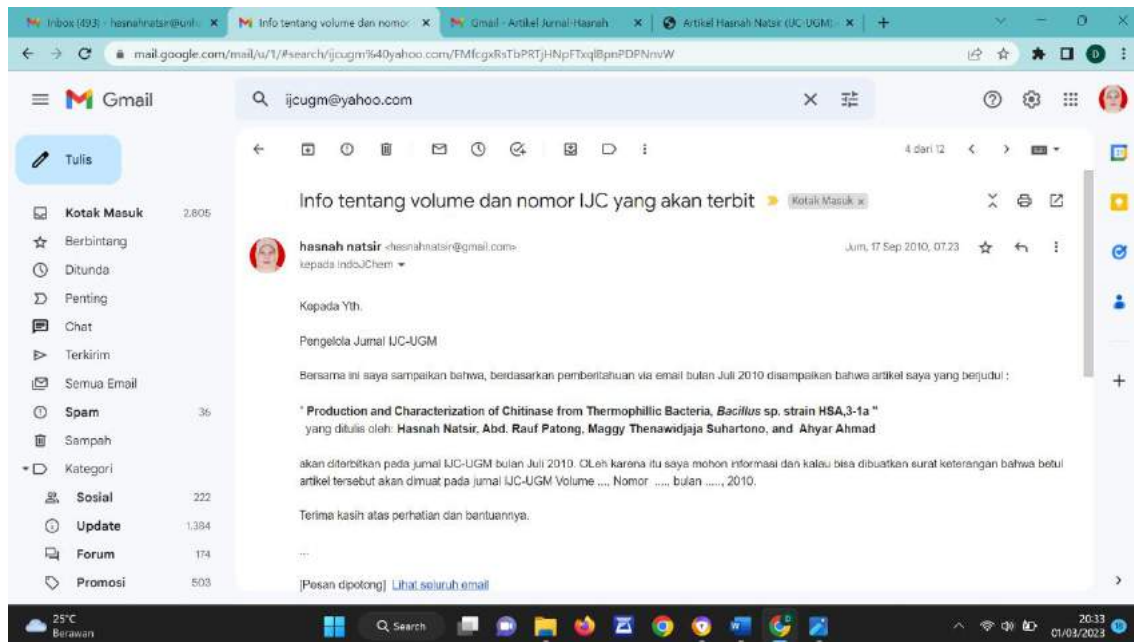 Inbox (493) - hasnahnatsir@unh
Info tentang volume dan nomor
Gmail - Artikel Jurnal-Hasnah
Artikel Hasnah Natsir (IJC-UGM)
mail.google.com/mail/u/1/#search/ijcugm%40yahoo.com/
D
Gmail
ijcugm@yahoo.com
Tulis
4 dari 12
Kotak Masuk 2.805
Berbintang
Ditunda
Penting
Chat
Terkirim
Semua Email
Spam 36
Sampah
Kategori
Sosial 222
Update 1.384
Forum 174
Promosi 503
Info tentang volume dan nomor IJC yang akan terbit Kotak Masuk x
hasnah natsir <hasnahnatsir@gmail.com> Jum, 17 Sep 2010, 07.23
kepada IndoJChem
Kepada Yth.
Pengelola Jurnal IJC-UGM
Bersama ini saya sampaikan bahwa, berdasarkan pemberitahuan via email bulan Juli 2010 disampaikan bahwa artikel saya yang berjudul :
" Production and Characterization of Chitinase from Thermophillic Bacteria, Bacillus sp. strain HSA,3-1a "
yang ditulis oleh: Hasnah Natsir, Abd. Rauf Patong, Maggy Thenawidjaja Suhartono, and Ahyar Ahmad
akan diterbitkan pada jurnal IJC-UGM bulan Juli 2010. OLeh karena itu saya mohon informasi dan kalau bisa dibuatkan surat keterangan bahwa betul
artikel tersebut akan dimuat pada jurnal IJC-UGM Volume ...., Nomor ....., bulan ....., 2010.
Terima kasih atas perhatian dan bantuannya.
...
[Pesan dipotong] Lihat seluruh email
25°C
Berawan
Search
20:33
01/03/2023